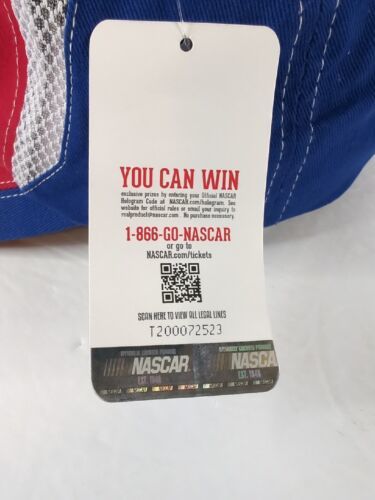 YOU CAN WIN
exclusive prizes by entering your Official NASCAR
Hologram Code at NASCAR.com/hologram. See
website for official rules or email your inquiry to
realproduct@nascar.com No purchase necessary.
1-866-GO-NASCAR
or go to
NASCAR.com/tickets
SCAN HERE TO VIEW ALL LEGAL LINES
T200072523
NASCAR NASCA
EST. 1948 EST. 1948